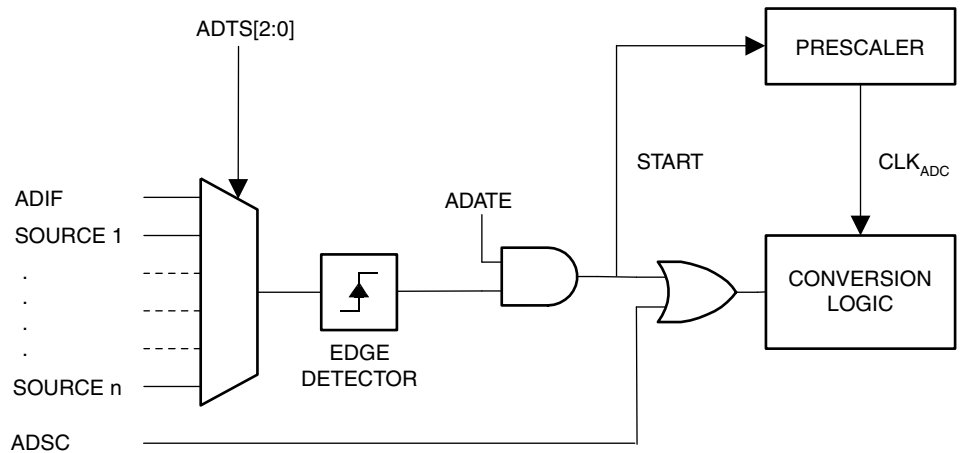 ADTS[2:0]
PRESCALER
START
CLKADC
ADIF
ADATE
SOURCE 1
.
.
.
.
CONVERSION
LOGIC
EDGE
DETECTOR
SOURCE n
ADSC